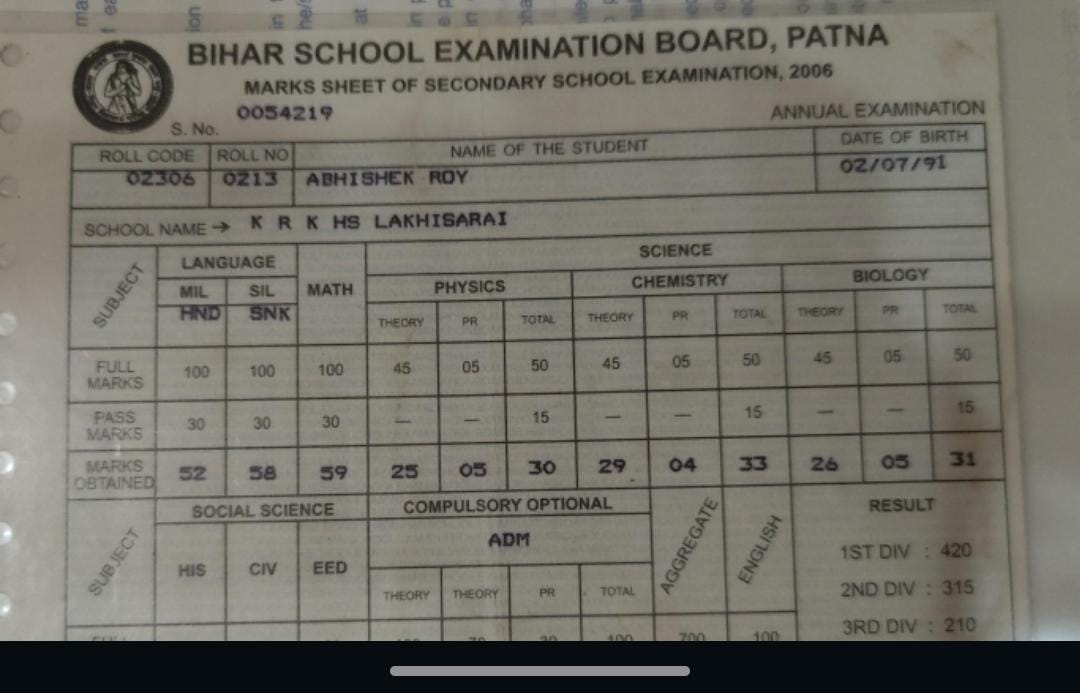 BIHAR SCHOOL EXAMINATION BOARD, PATNA
MARKS SHEET OF SECONDARY SCHOOL EXAMINATION, 2006
S. No. 0054219
ANNUAL EXAMINATION
ROLL CODE ROLL NO NAME OF THE STUDENT DATE OF BIRTH
02306 0213 ABHISHEK ROY 02/07/91
SCHOOL NAME → K R K HS LAKHISARAI
SUBJECT LANGUAGE MATH SCIENCE
MIL SIL PHYSICS CHEMISTRY BIOLOGY
HND SNK THEORY PR TOTAL THEORY PR TOTAL THEORY PR TOTAL
FULL MARKS 100 100 100 45 05 50 45 05 50 45 05 50
PASS MARKS 30 30 30 — — 15 — — 15 — — 15
MARKS OBTAINED 52 58 59 25 05 30 29 04 33 26 05 31
SUBJECT SOCIAL SCIENCE COMPULSORY OPTIONAL AGGREGATE ENGLISH RESULT
ADM
HIS CIV EED
THEORY THEORY PR TOTAL
1ST DIV : 420
2ND DIV : 315
3RD DIV : 210
100 700 100